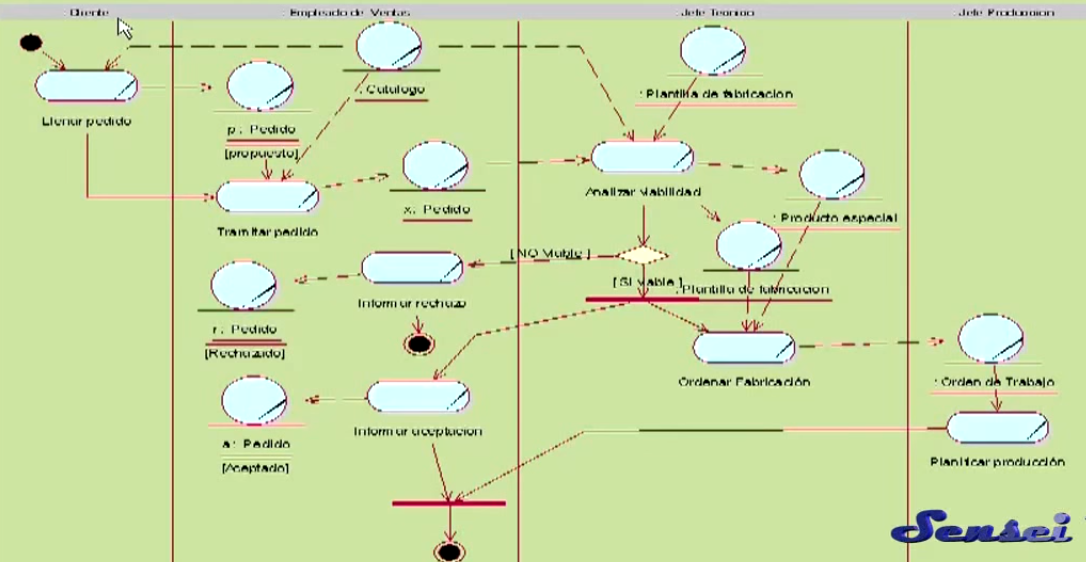 : Cliente
: Empleado de Ventas
: Jefe Tecnico
: Jefe Produccion
: Catalogo
: Plantilla de fabricacion
Llenar pedido
p : Pedido
[propuesto]
Analizar viabilidad
x : Pedido
: Producto especial
Tramitar pedido
[ NO Viable ]
[ SI viable ]
: Plantilla de fabricacion
Informar rechazo
r : Pedido
[Rechazado]
Ordenar Fabricación
: Orden de Trabajo
Informar aceptacion
a : Pedido
[Aceptado]
Planificar producción
Sensei